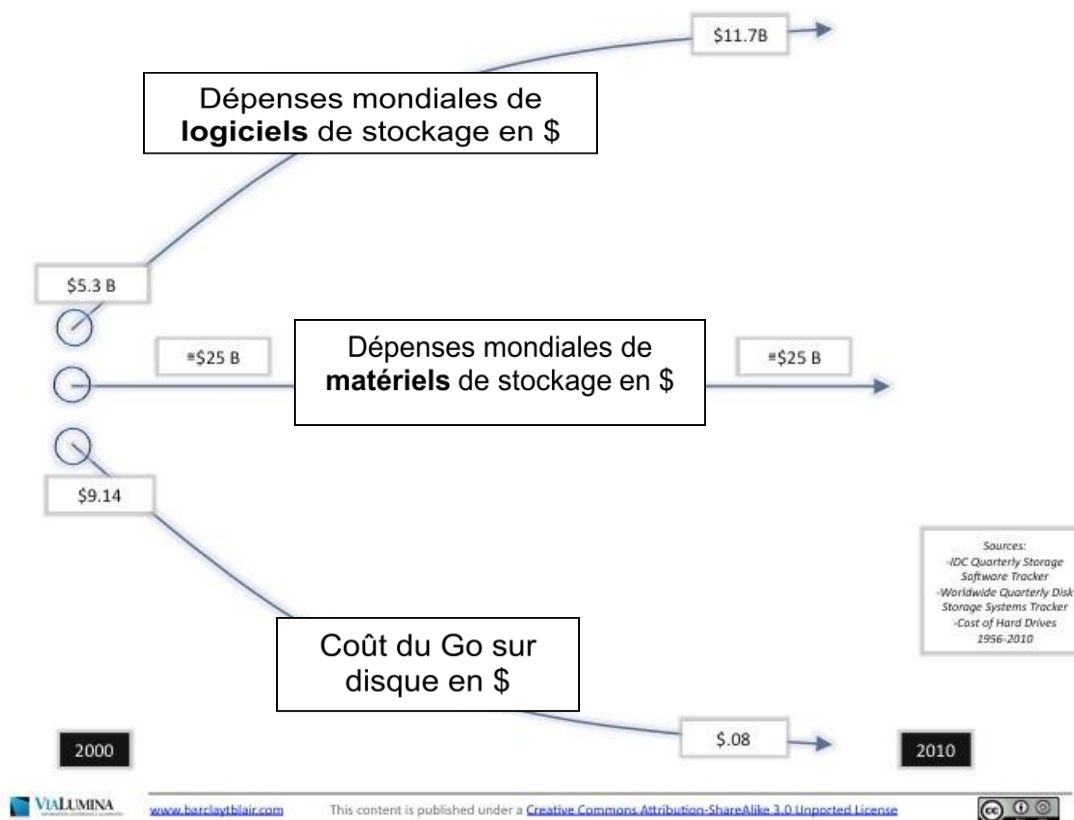 $11.7B
Dépenses mondiales de
logiciels de stockage en $
$5.3 B
≅$25 B
Dépenses mondiales de
matériels de stockage en $
≅$25 B
$9.14
Sources:
-IDC Quarterly Storage
Software Tracker
-Worldwide Quarterly Disk
Storage Systems Tracker
-Cost of Hard Drives
1956-2010
Coût du Go sur
disque en $
$.08
2000
2010
VIALUMINA
www.barclaytblair.com
This content is published under a Creative Commons Attribution-ShareAlike 3.0 Unported License
cc